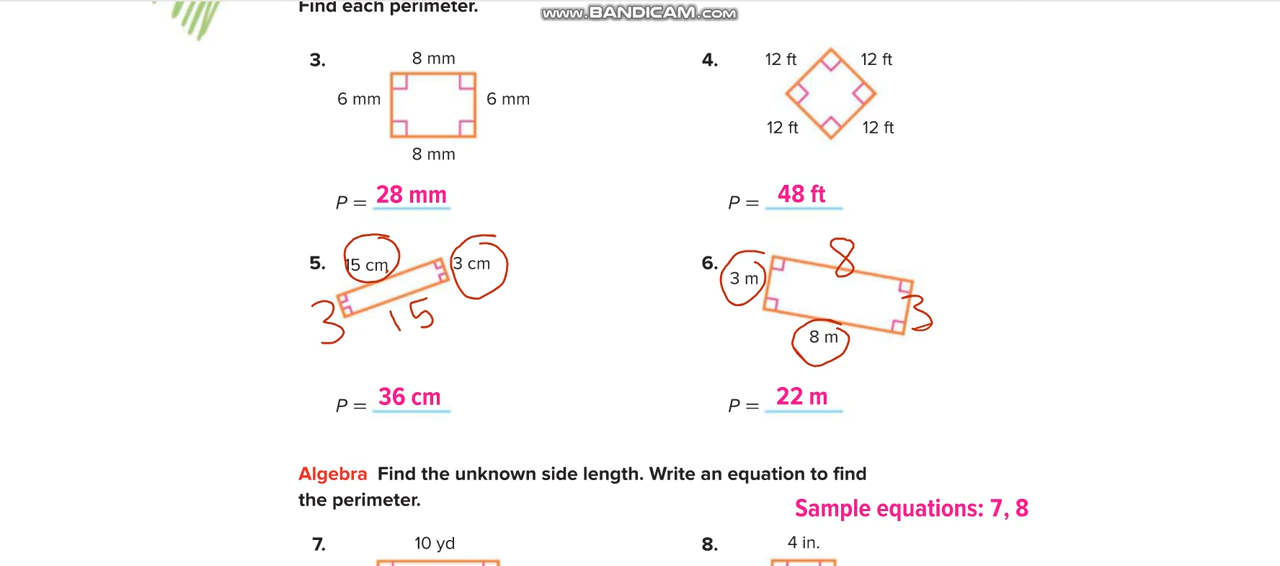 Find each perimeter.
www.BANDICAM.com
3.
8 mm
6 mm
6 mm
8 mm
P = 28 mm
4.
12 ft
12 ft
12 ft
12 ft
P = 48 ft
5.
15 cm
3 cm
3
15
P = 36 cm
6.
8
3 m
3
8 m
P = 22 m
Algebra Find the unknown side length. Write an equation to find
the perimeter.
Sample equations: 7, 8
7.
10 yd
8.
4 in.